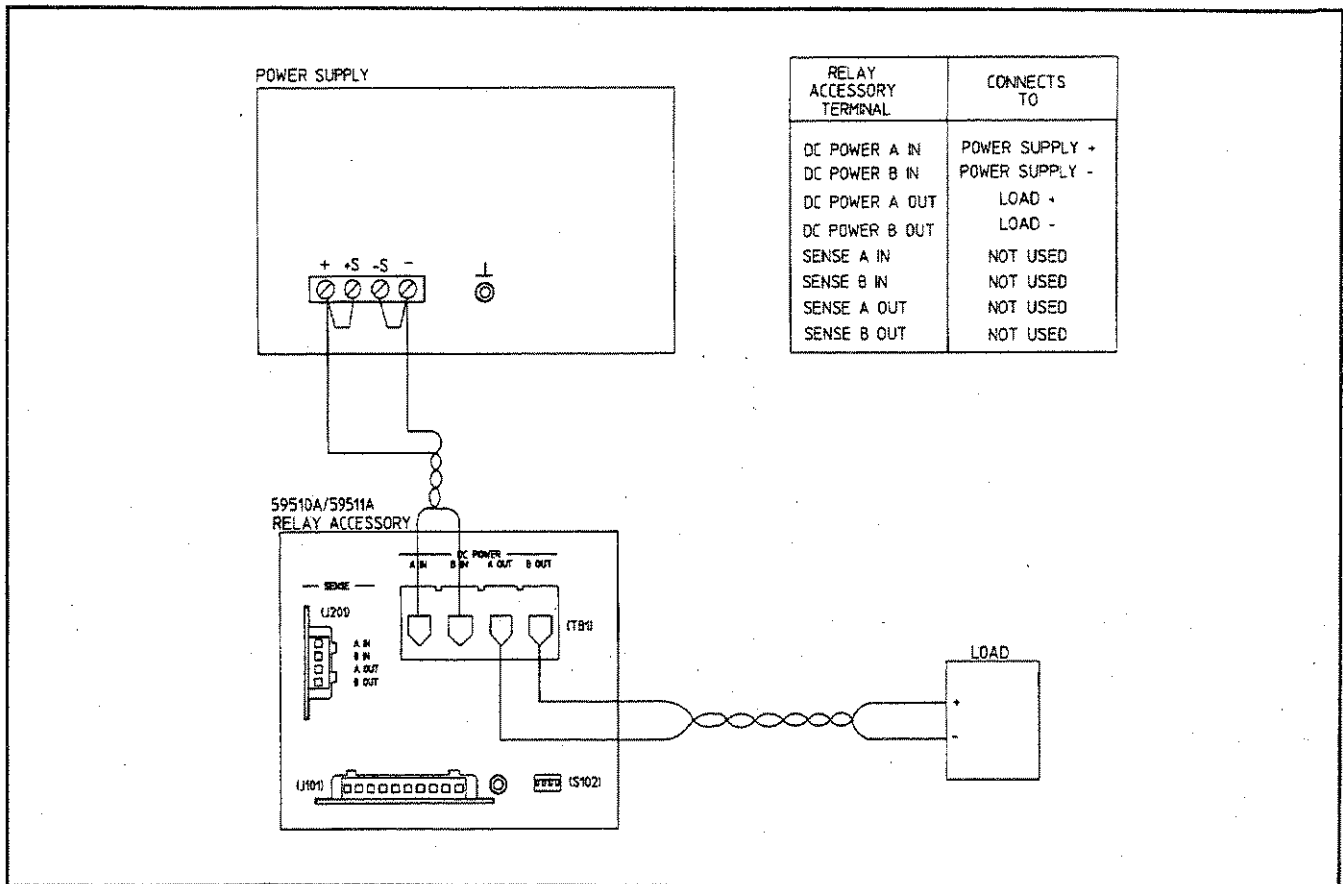 POWER SUPPLY
+ +S -S -
RELAY ACCESSORY TERMINAL CONNECTS TO
DC POWER A IN POWER SUPPLY +
DC POWER B IN POWER SUPPLY -
DC POWER A OUT LOAD +
DC POWER B OUT LOAD -
SENSE A IN NOT USED
SENSE B IN NOT USED
SENSE A OUT NOT USED
SENSE B OUT NOT USED
59510A/59511A
RELAY ACCESSORY
DC POWER
A IN B IN A OUT B OUT
SENSE
(J201)
A IN
B IN
A OUT
B OUT
(TB1)
LOAD
+
-
(J101)
(S102)